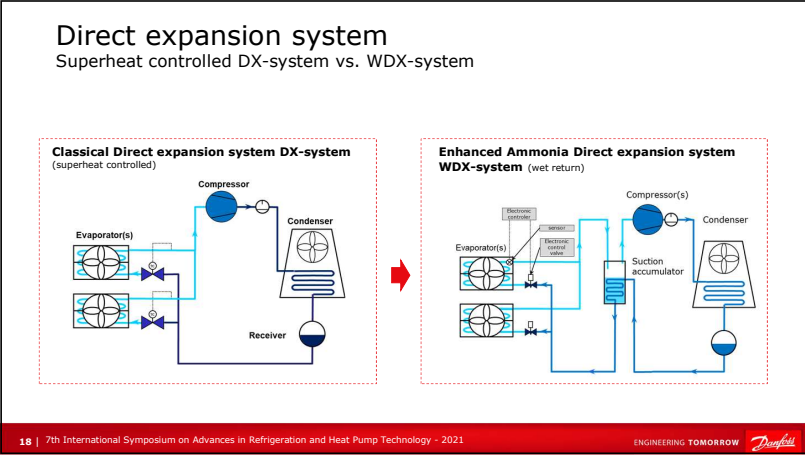 Direct expansion system
Superheat controlled DX-system vs. WDX-system
Classical Direct expansion system DX-system
(superheat controlled)
Compressor
Condenser
Evaporator(s)
Receiver
Enhanced Ammonia Direct expansion system
WDX-system (wet return)
Compressor(s)
Electronic
controler
sensor
Condenser
Electronic
control
valve
Evaporator(s)
Suction
accumulator
18 | 7th International Symposium on Advances in Refrigeration and Heat Pump Technology - 2021
ENGINEERING TOMORROW
Danfoss